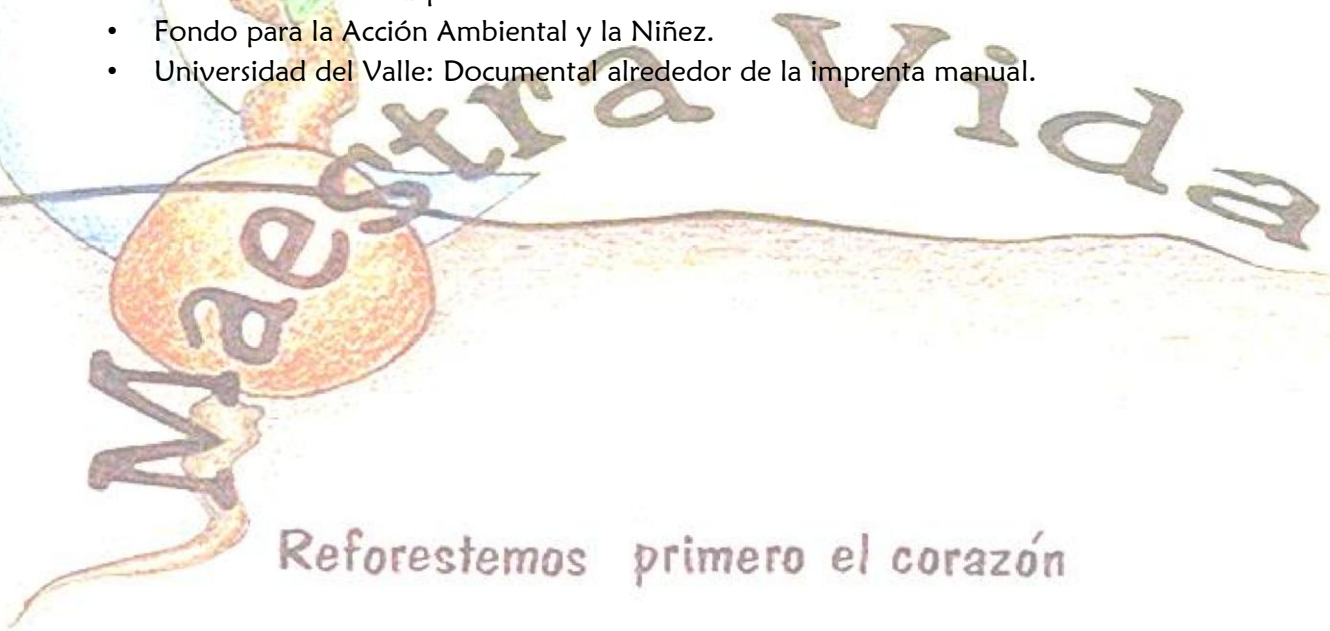 • Fondo para la Acción Ambiental y la Niñez.
• Universidad del Valle: Documental alrededor de la imprenta manual.
Maestra Vida
Reforestemos primero el corazón